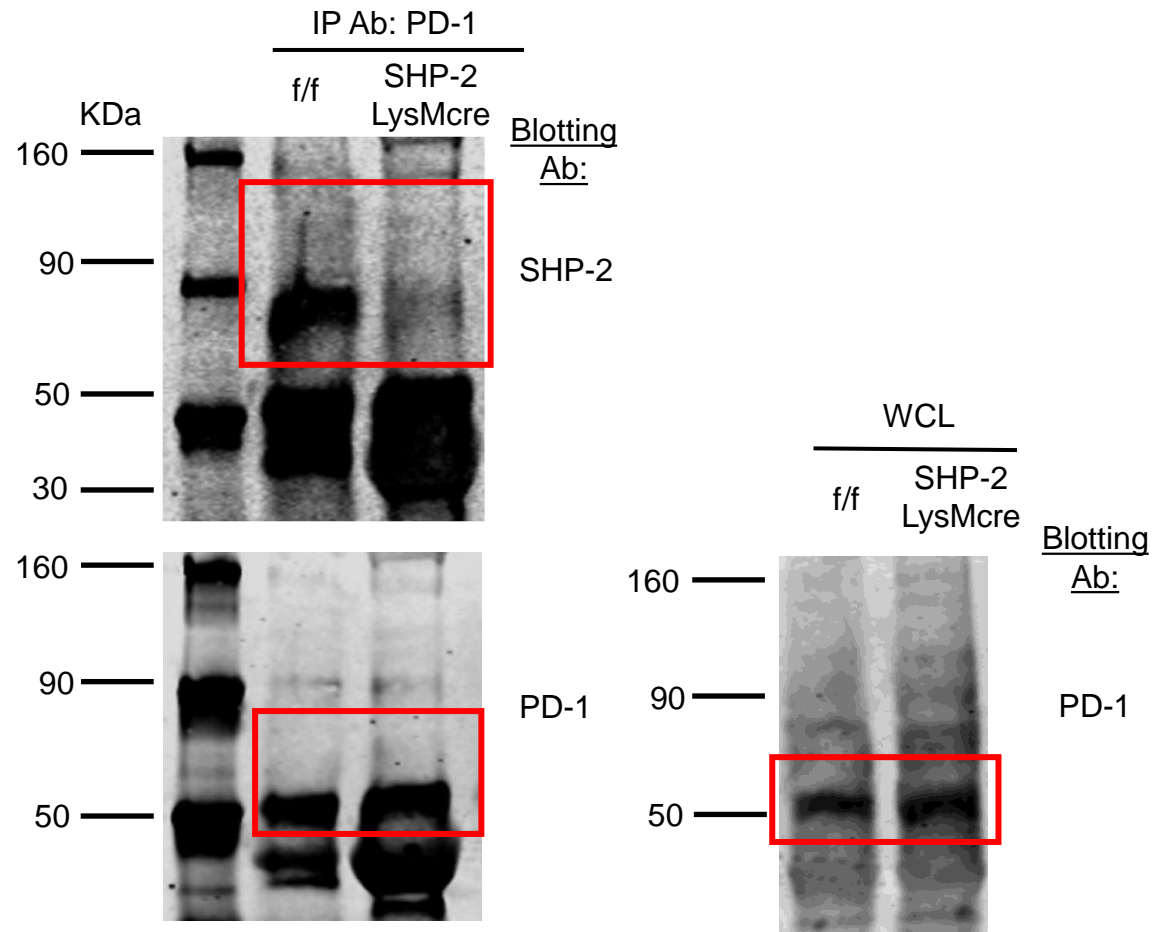 IP Ab: PD-1
f/f
SHP-2
LysMcre
KDa
Blotting
Ab:
160
90
50
30
SHP-2
160
90
50
PD-1
WCL
f/f
SHP-2
LysMcre
Blotting
Ab:
160
90
50
PD-1